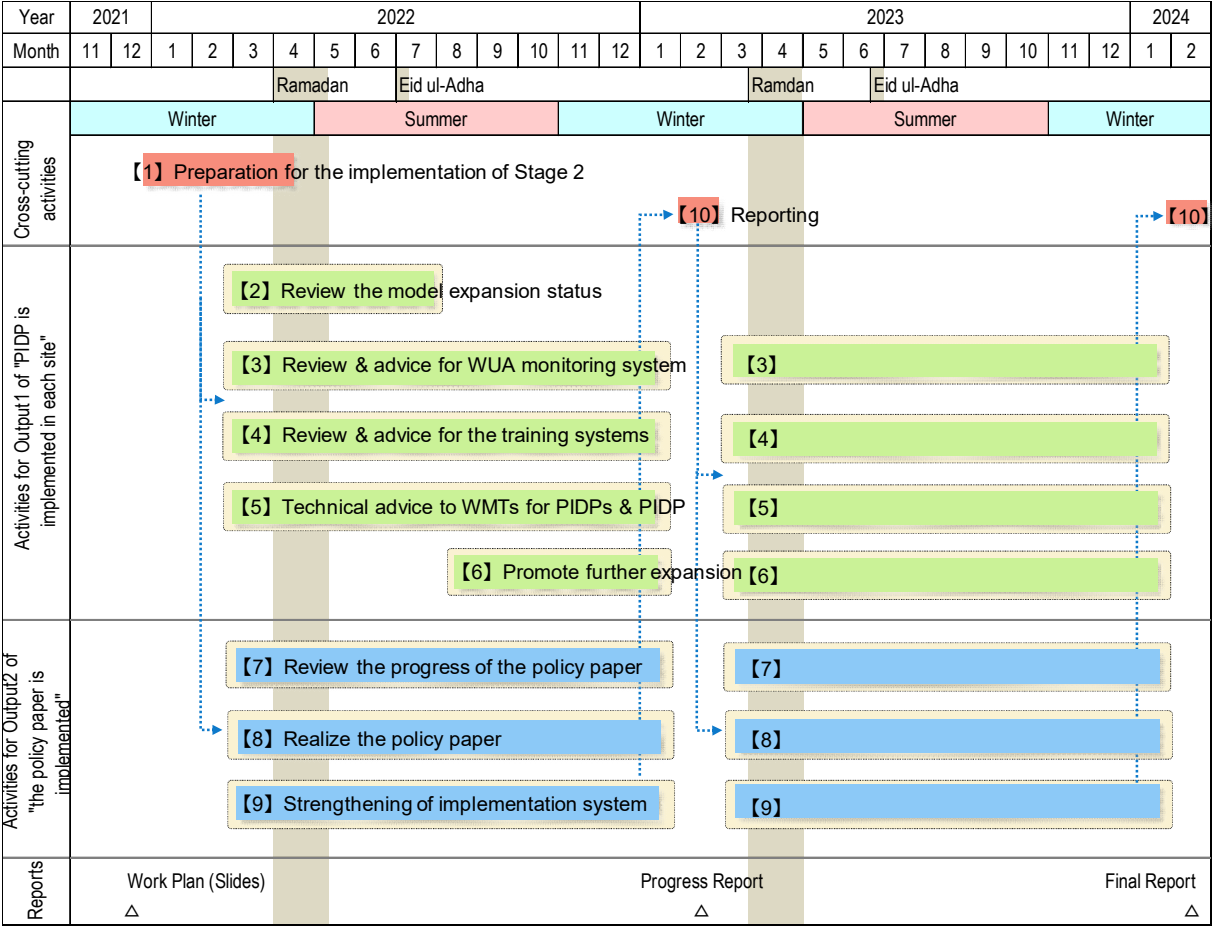 Year 2021 2022 2023 2024
Month 11 12 1 2 3 4 5 6 7 8 9 10 11 12 1 2 3 4 5 6 7 8 9 10 11 12 1 2
Ramadan Eid ul-Adha Ramdan Eid ul-Adha
Winter Summer Winter Summer Winter
Cross-cutting
activities
【1】Preparation for the implementation of Stage 2
【10】Reporting 【10】
Activities for Output1 of "PIDP is
implemented in each site"
【2】Review the model expansion status
【3】Review & advice for WUA monitoring system 【3】
【4】Review & advice for the training systems 【4】
【5】Technical advice to WMTs for PIDPs & PIDP 【5】
【6】Promote further expansion 【6】
Activities for Output2 of
"the policy paper is
implemented"
【7】Review the progress of the policy paper 【7】
【8】Realize the policy paper 【8】
【9】Strengthening of implementation system 【9】
Reports
Work Plan (Slides) Progress Report Final Report
△ △ △